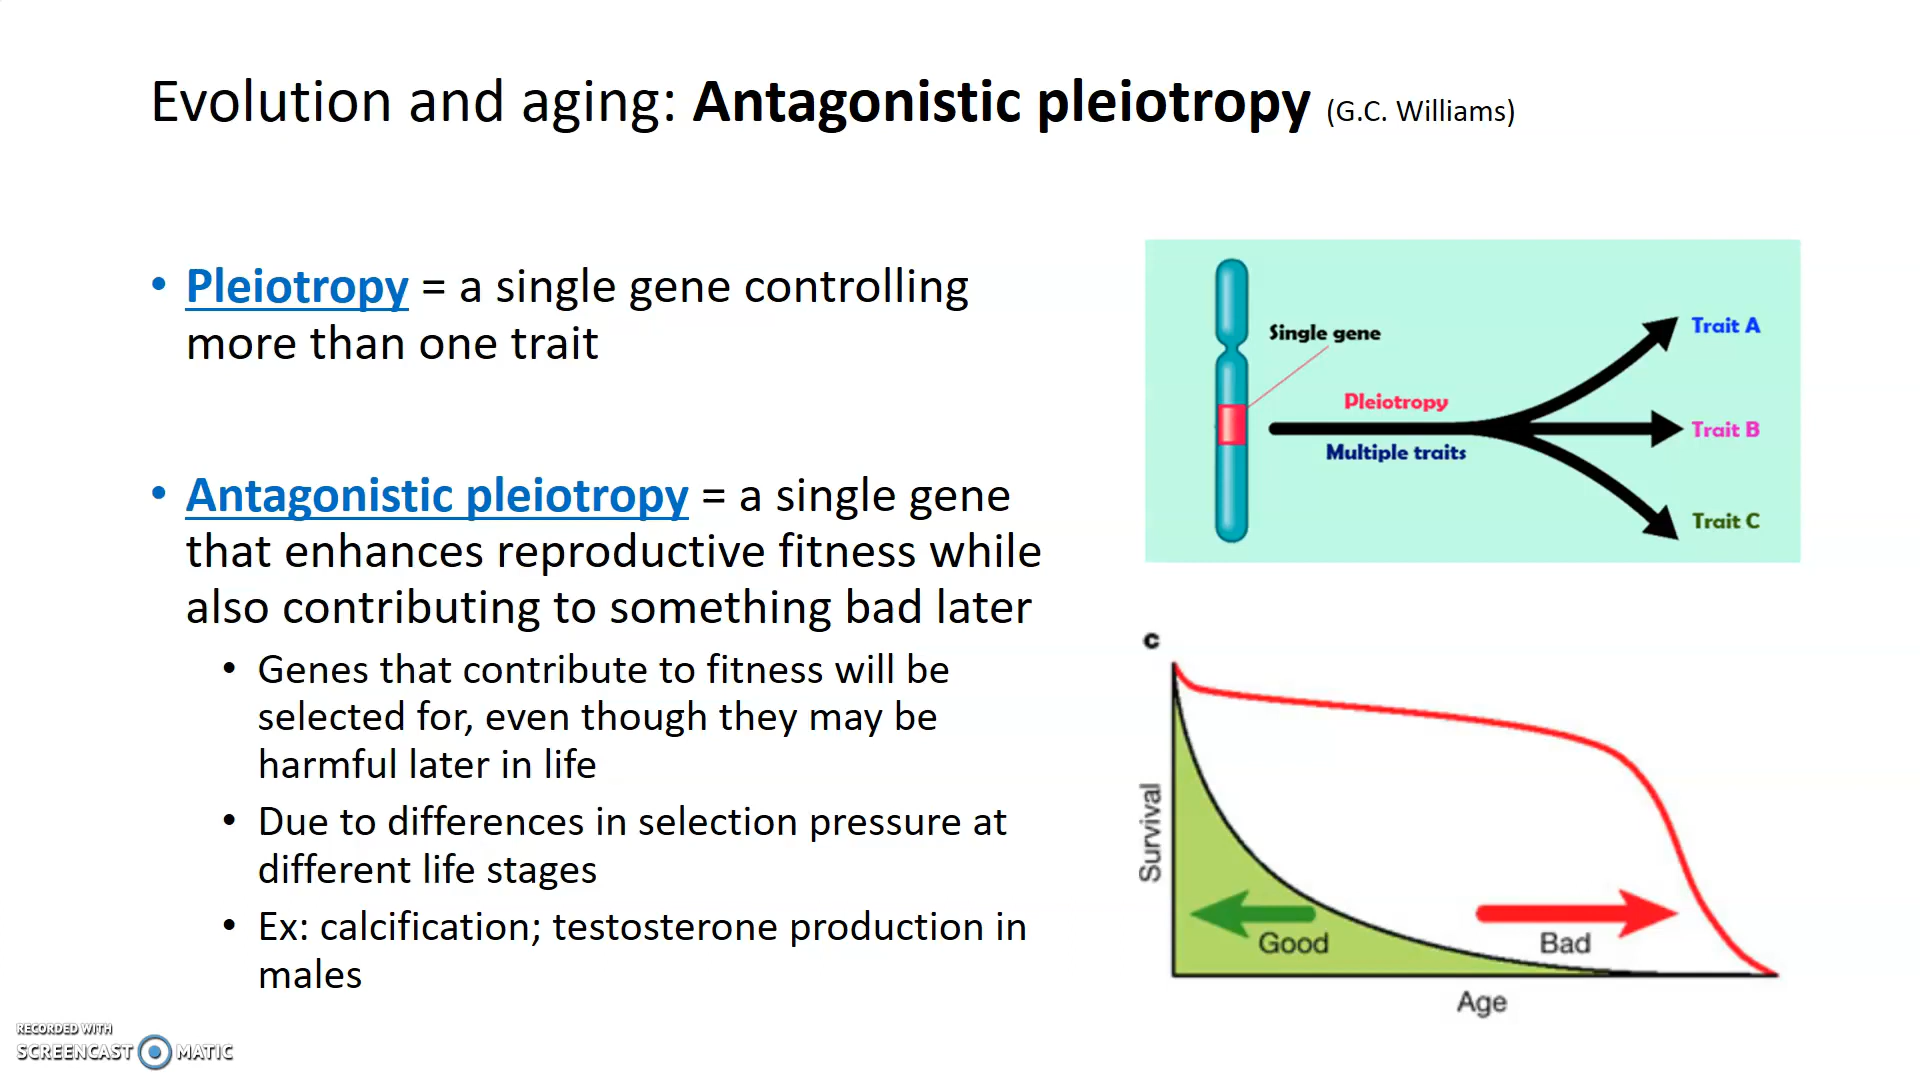 Evolution and aging: Antagonistic pleiotropy (G.C. Williams)
• Pleiotropy = a single gene controlling
more than one trait
• Antagonistic pleiotropy = a single gene
that enhances reproductive fitness while
also contributing to something bad later
• Genes that contribute to fitness will be
selected for, even though they may be
harmful later in life
• Due to differences in selection pressure at
different life stages
• Ex: calcification; testosterone production in
males
Single gene
Pleiotropy
Multiple traits
Trait A
Trait B
Trait C
c
Survival
Good
Bad
Age
RECORDED WITH
SCREENCAST MATIC